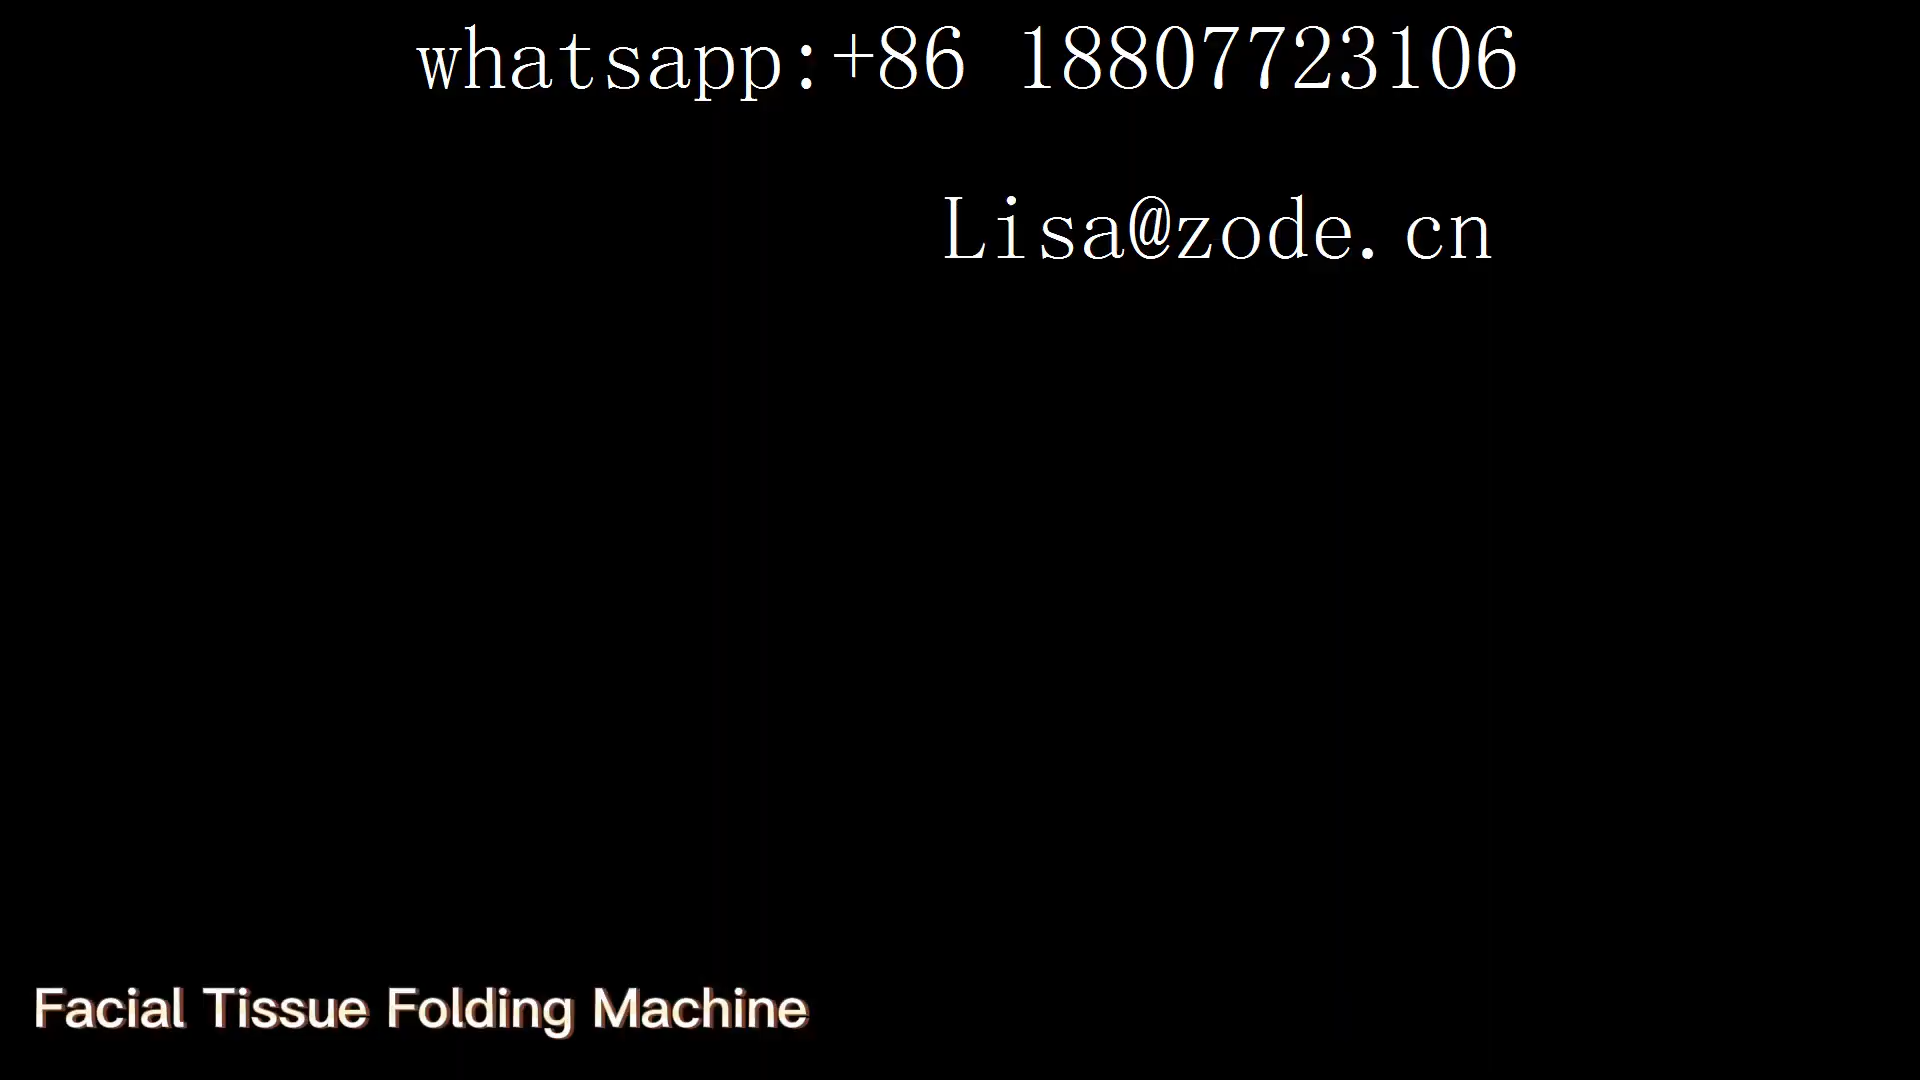 whatsapp:+86 18807723106
Lisa@zode.cn
Facial Tissue Folding Machine